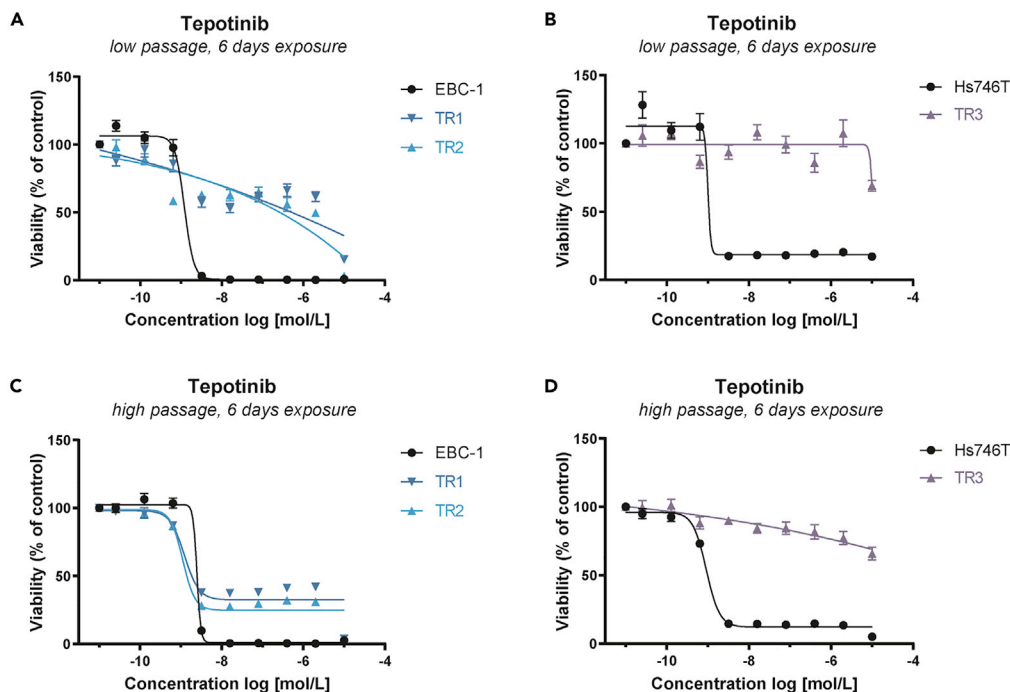 A
Tepotinib
low passage, 6 days exposure
150
100
50
0
-10
-8
-6
-4
Viability (% of control)
Concentration log [mol/L]
EBC-1
TR1
TR2
B
Tepotinib
low passage, 6 days exposure
150
100
50
0
-10
-8
-6
-4
Viability (% of control)
Concentration log [mol/L]
Hs746T
TR3
C
Tepotinib
high passage, 6 days exposure
150
100
50
0
-10
-8
-6
-4
Viability (% of control)
Concentration log [mol/L]
EBC-1
TR1
TR2
D
Tepotinib
high passage, 6 days exposure
150
100
50
0
-10
-8
-6
-4
Viability (% of control)
Concentration log [mol/L]
Hs746T
TR3